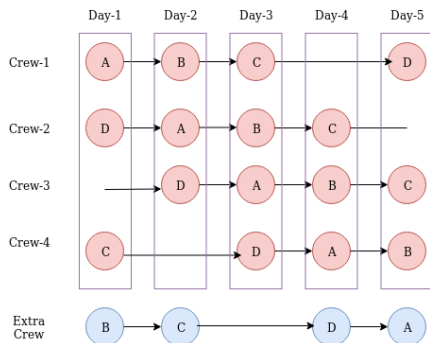 Day-1 Day-2 Day-3 Day-4 Day-5
Crew-1 A B C D
Crew-2 D A B C
Crew-3 D A B C
Crew-4 C D A B
Extra
Crew B C D A